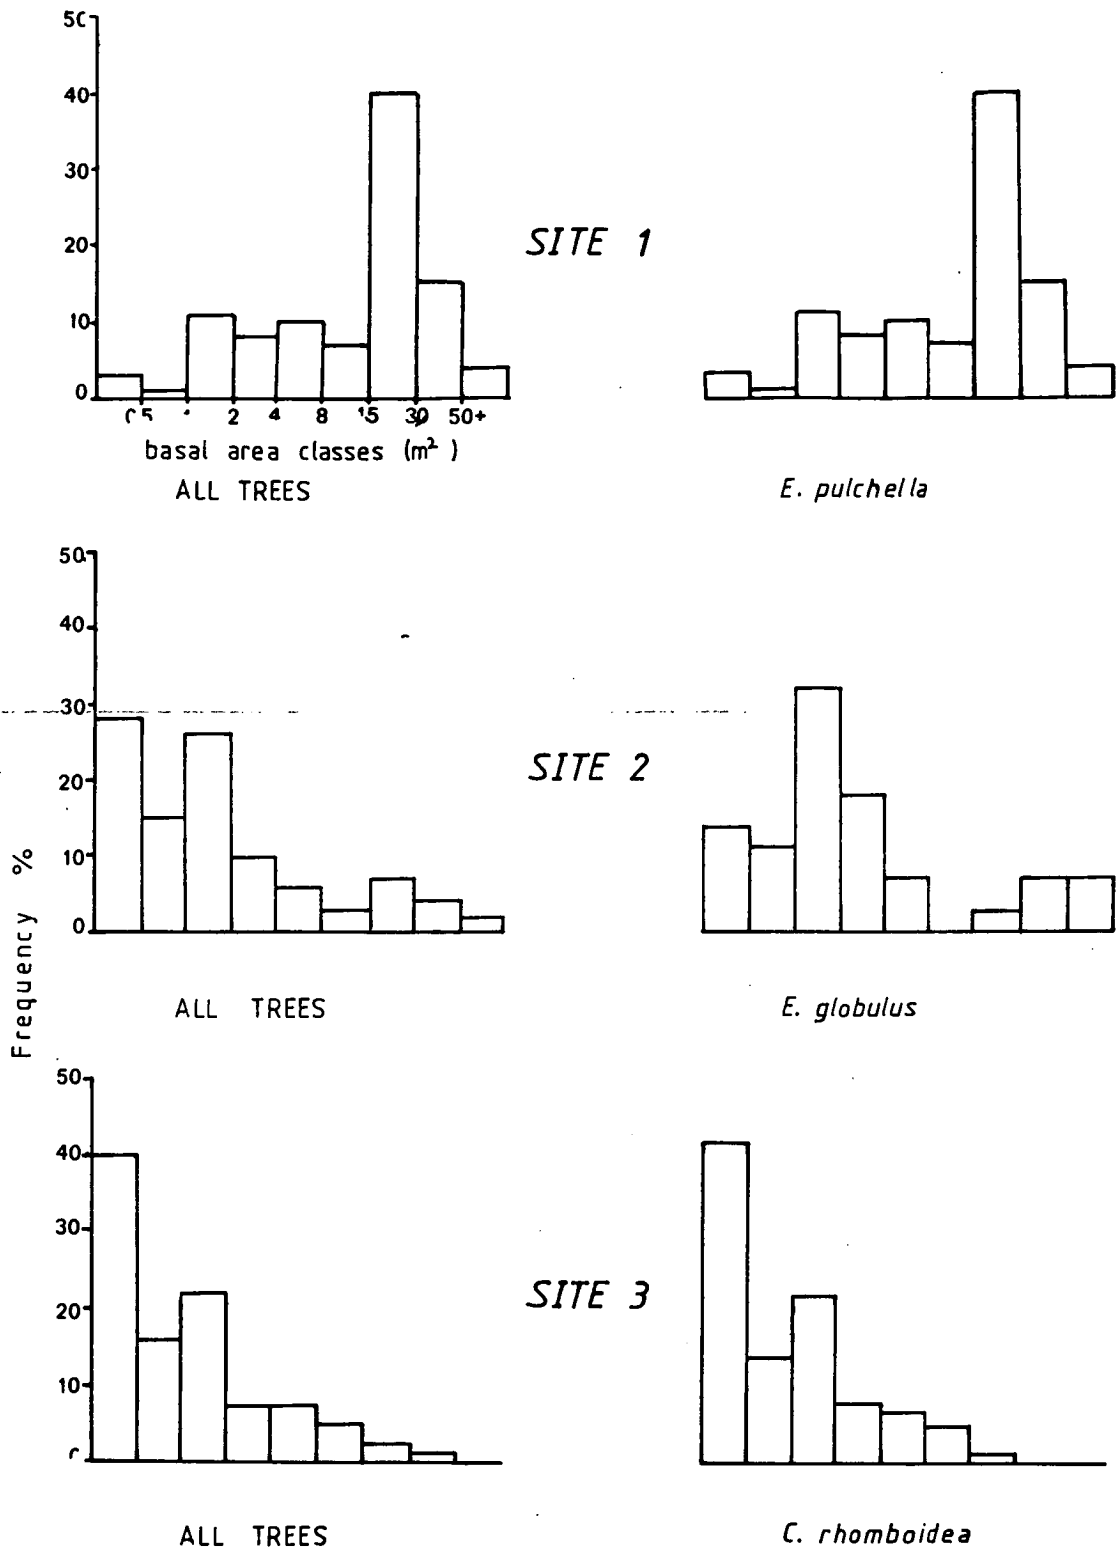 50
40
30
20
10
0
2 4 8 15 30 50+
basal area classes (m²)
ALL TREES
SITE 1
E. pulchella
Frequency %
50
40
30
20
10
0
ALL TREES
SITE 2
E. globulus
50
40
30
20
10
ALL TREES
SITE 3
C. rhomboidea